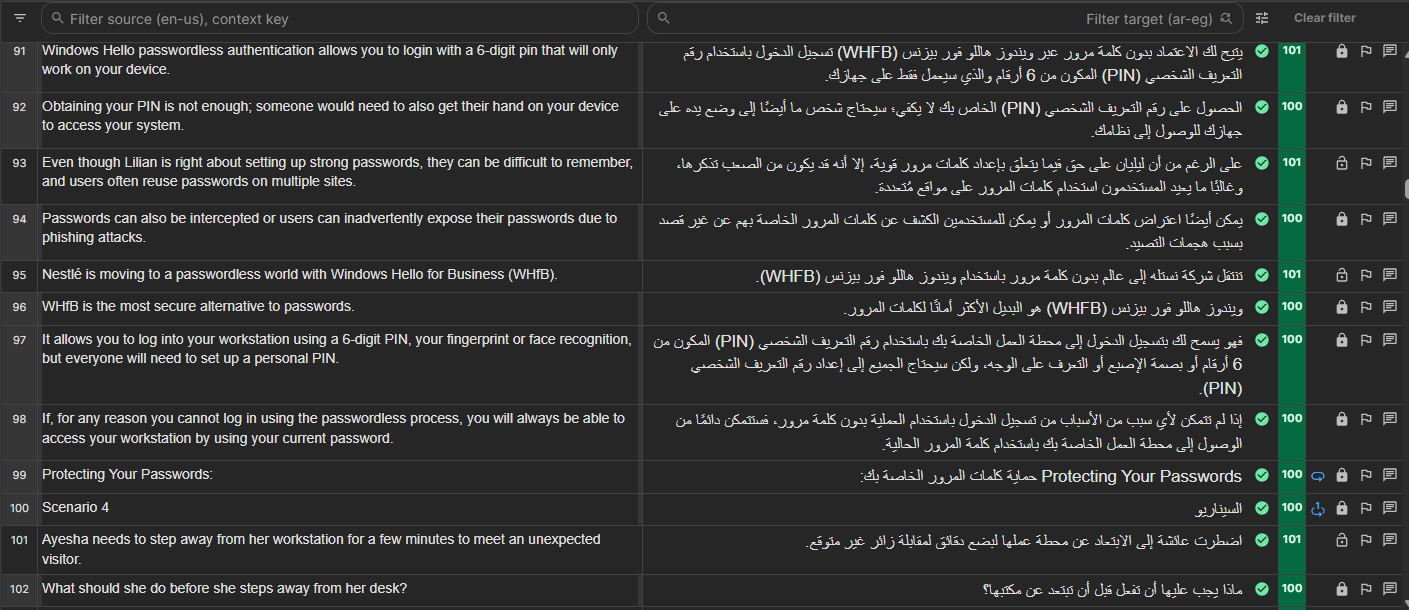 Filter source (en-us), context key
Filter target (ar-eg)
Clear filter
91
Windows Hello passwordless authentication allows you to login with a 6-digit pin that will only
work on your device.
يتيح لك الاعتماد بدون كلمة مرور عبر ويندوز هاللو فور بيزنس (WHFB) تسجيل الدخول باستخدام رقم
التعريف الشخصي (PIN) المكون من 6 أرقام والذي سيعمل فقط على جهازك.
101
92
Obtaining your PIN is not enough; someone would need to also get their hand on your device
to access your system.
الحصول على رقم التعريف الشخصي (PIN) الخاص بك لا يكفي؛ سيحتاج شخص ما أيضًا إلى وضع يده على
جهازك للوصول إلى نظامك.
100
93
Even though Lilian is right about setting up strong passwords, they can be difficult to remember,
and users often reuse passwords on multiple sites.
على الرغم من أن ليليان على حق فيما يتعلق بإعداد كلمات مرور قوية، إلا أنه قد يكون من الصعب تذكرها،
وغالبًا ما يعيد المستخدمون استخدام كلمات المرور على مواقع مُتعددة.
101
94
Passwords can also be intercepted or users can inadvertently expose their passwords due to
phishing attacks.
يمكن أيضًا اعتراض كلمات المرور أو يمكن للمستخدمين الكشف عن كلمات المرور الخاصة بهم عن غير قصد
بسبب هجمات التصيد.
100
95
Nestlé is moving to a passwordless world with Windows Hello for Business (WHfB).
تنتقل شركة نستله إلى عالم بدون كلمة مرور باستخدام ويندوز هاللو فور بيزنس (WHFB).
101
96
WHfB is the most secure alternative to passwords.
ويندوز هاللو فور بيزنس (WHFB) هو البديل الأكثر أمانًا لكلمات المرور.
100
97
It allows you to log into your workstation using a 6-digit PIN, your fingerprint or face recognition,
but everyone will need to set up a personal PIN.
فهو يسمح لك بتسجيل الدخول إلى محطة العمل الخاصة بك باستخدام رقم التعريف الشخصي (PIN) المكون من
6 أرقام أو بصمة الإصبع أو التعرف على الوجه، ولكن سيحتاج الجميع إلى إعداد رقم التعريف الشخصي
(PIN).
100
98
If, for any reason you cannot log in using the passwordless process, you will always be able to
access your workstation by using your current password.
إذا لم تتمكن لأي سبب من الأسباب من تسجيل الدخول باستخدام العملية بدون كلمة مرور، فستتمكن دائمًا من
الوصول إلى محطة العمل الخاصة بك باستخدام كلمة المرور الحالية.
100
99
Protecting Your Passwords:
Protecting Your Passwords حماية كلمات المرور الخاصة بك:
100
100
Scenario 4
السيناريو
100
101
Ayesha needs to step away from her workstation for a few minutes to meet an unexpected
visitor.
اضطرت عائشة إلى الابتعاد عن محطة عملها لبضع دقائق لمقابلة زائر غير متوقع.
101
102
What should she do before she steps away from her desk?
ماذا يجب عليها أن تفعل قبل أن تبتعد عن مكتبها؟
100